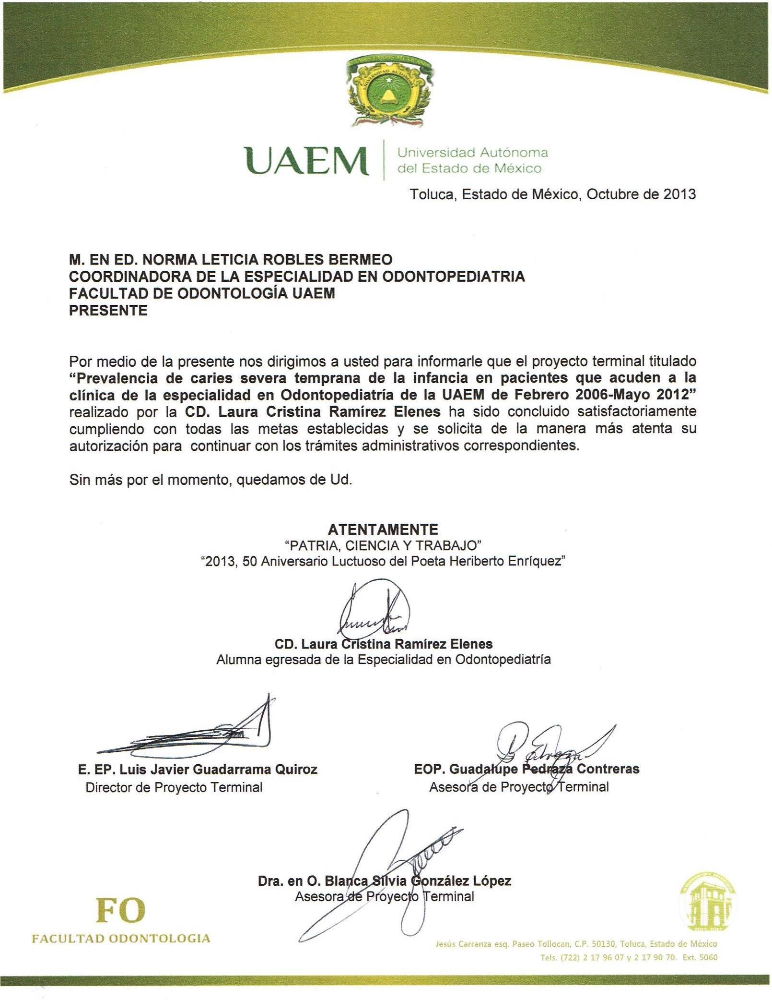 UNIVERSIDAD AUTÓNOMA
UAEM
Universidad Autónoma
del Estado de México
Toluca, Estado de México, Octubre de 2013
M. EN ED. NORMA LETICIA ROBLES BERMEO
COORDINADORA DE LA ESPECIALIDAD EN ODONTOPEDIATRIA
FACULTAD DE ODONTOLOGÍA UAEM
PRESENTE
Por medio de la presente nos dirigimos a usted para informarle que el proyecto terminal titulado
“Prevalencia de caries severa temprana de la infancia en pacientes que acuden a la
clínica de la especialidad en Odontopediatría de la UAEM de Febrero 2006-Mayo 2012”
realizado por la CD. Laura Cristina Ramírez Elenes ha sido concluido satisfactoriamente
cumpliendo con todas las metas establecidas y se solicita de la manera más atenta su
autorización para continuar con los trámites administrativos correspondientes.
Sin más por el momento, quedamos de Ud.
ATENTAMENTE
“PATRIA, CIENCIA Y TRABAJO”
“2013, 50 Aniversario Luctuoso del Poeta Heriberto Enríquez”
CD. Laura Cristina Ramírez Elenes
Alumna egresada de la Especialidad en Odontopediatría
E. EP. Luis Javier Guadarrama Quiroz
Director de Proyecto Terminal
EOP. Guadalupe Pedraza Contreras
Asesora de Proyecto Terminal
Dra. en O. Blanca Silvia González López
Asesora de Proyecto Terminal
FO
FACULTAD ODONTOLOGIA
Jesús Carranza esq. Paseo Tollocan, C.P. 50130, Toluca, Estado de México
Tels. (722) 2 17 96 07 y 2 17 90 70. Ext. 5060